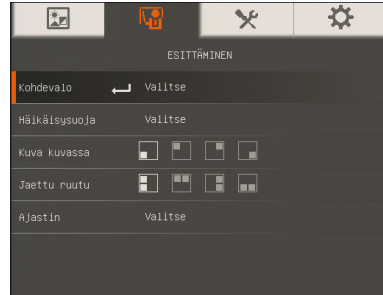 ESITTÄMINEN
Kohdevalo Valitse
Häikäisysuoja Valitse
Kuva kuvassa
Jaettu ruutu
Ajastin Valitse